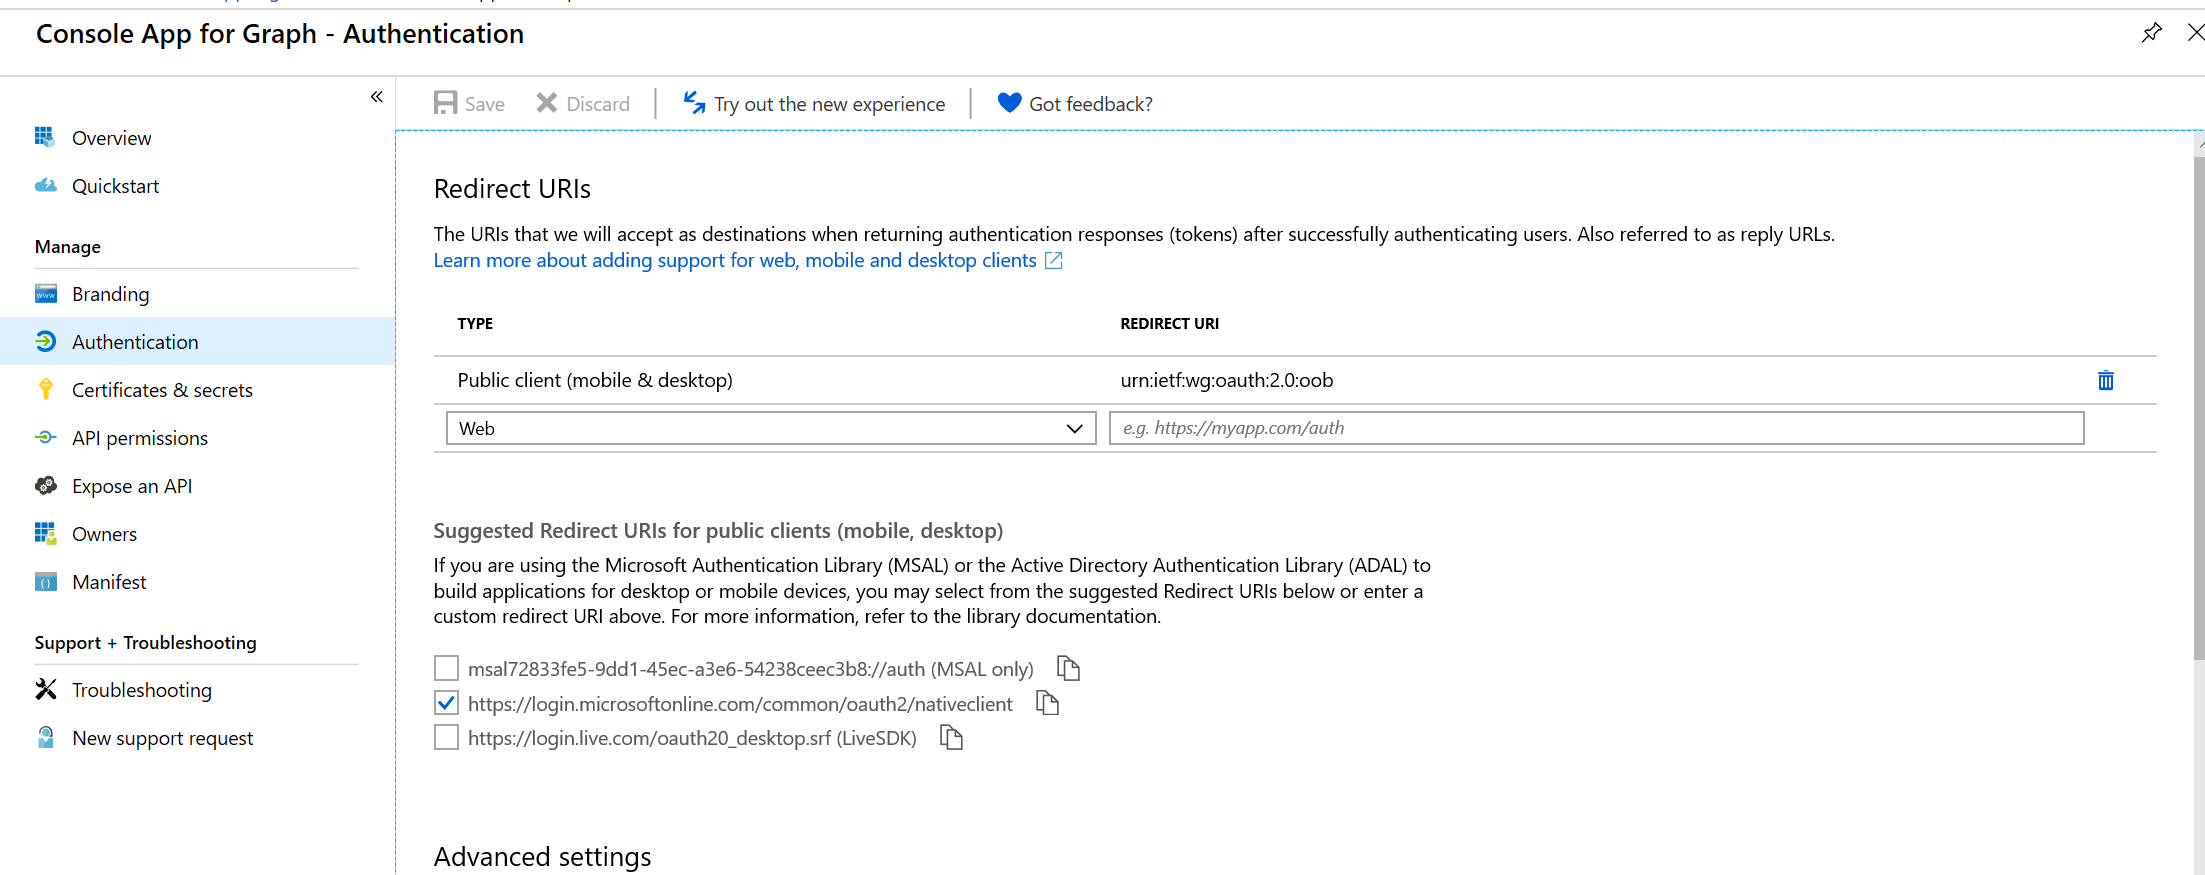 Console App for Graph - Authentication
«
Save
Discard
Try out the new experience
Got feedback?
Overview
Quickstart
Manage
Branding
Authentication
Certificates & secrets
API permissions
Expose an API
Owners
Manifest
Support + Troubleshooting
Troubleshooting
New support request
Redirect URIs
The URIs that we will accept as destinations when returning authentication responses (tokens) after successfully authenticating users. Also referred to as reply URLs.
Learn more about adding support for web, mobile and desktop clients
TYPE
REDIRECT URI
Public client (mobile & desktop)
urn:ietf:wg:oauth:2.0:oob
Web
e.g. https://myapp.com/auth
Suggested Redirect URIs for public clients (mobile, desktop)
If you are using the Microsoft Authentication Library (MSAL) or the Active Directory Authentication Library (ADAL) to
build applications for desktop or mobile devices, you may select from the suggested Redirect URIs below or enter a
custom redirect URI above. For more information, refer to the library documentation.
msal72833fe5-9dd1-45ec-a3e6-54238ceec3b8://auth (MSAL only)
https://login.microsoftonline.com/common/oauth2/nativeclient
https://login.live.com/oauth20_desktop.srf (LiveSDK)
Advanced settings